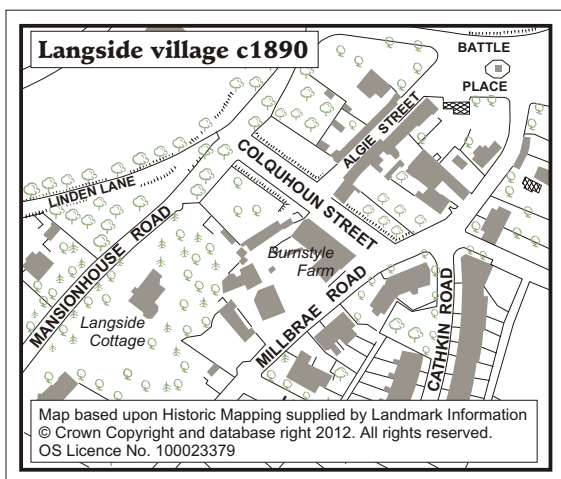 Langside village c1890
BATTLE
PLACE
ALGIE STREET
COLQUHOUN STREET
LINDEN LANE
MANSIONHOUSE ROAD
Burnstyle
Farm
Langside
Cottage
MILLBRAE ROAD
CATHKIN ROAD
Map based upon Historic Mapping supplied by Landmark Information
© Crown Copyright and database right 2012. All rights reserved.
OS Licence No. 100023379